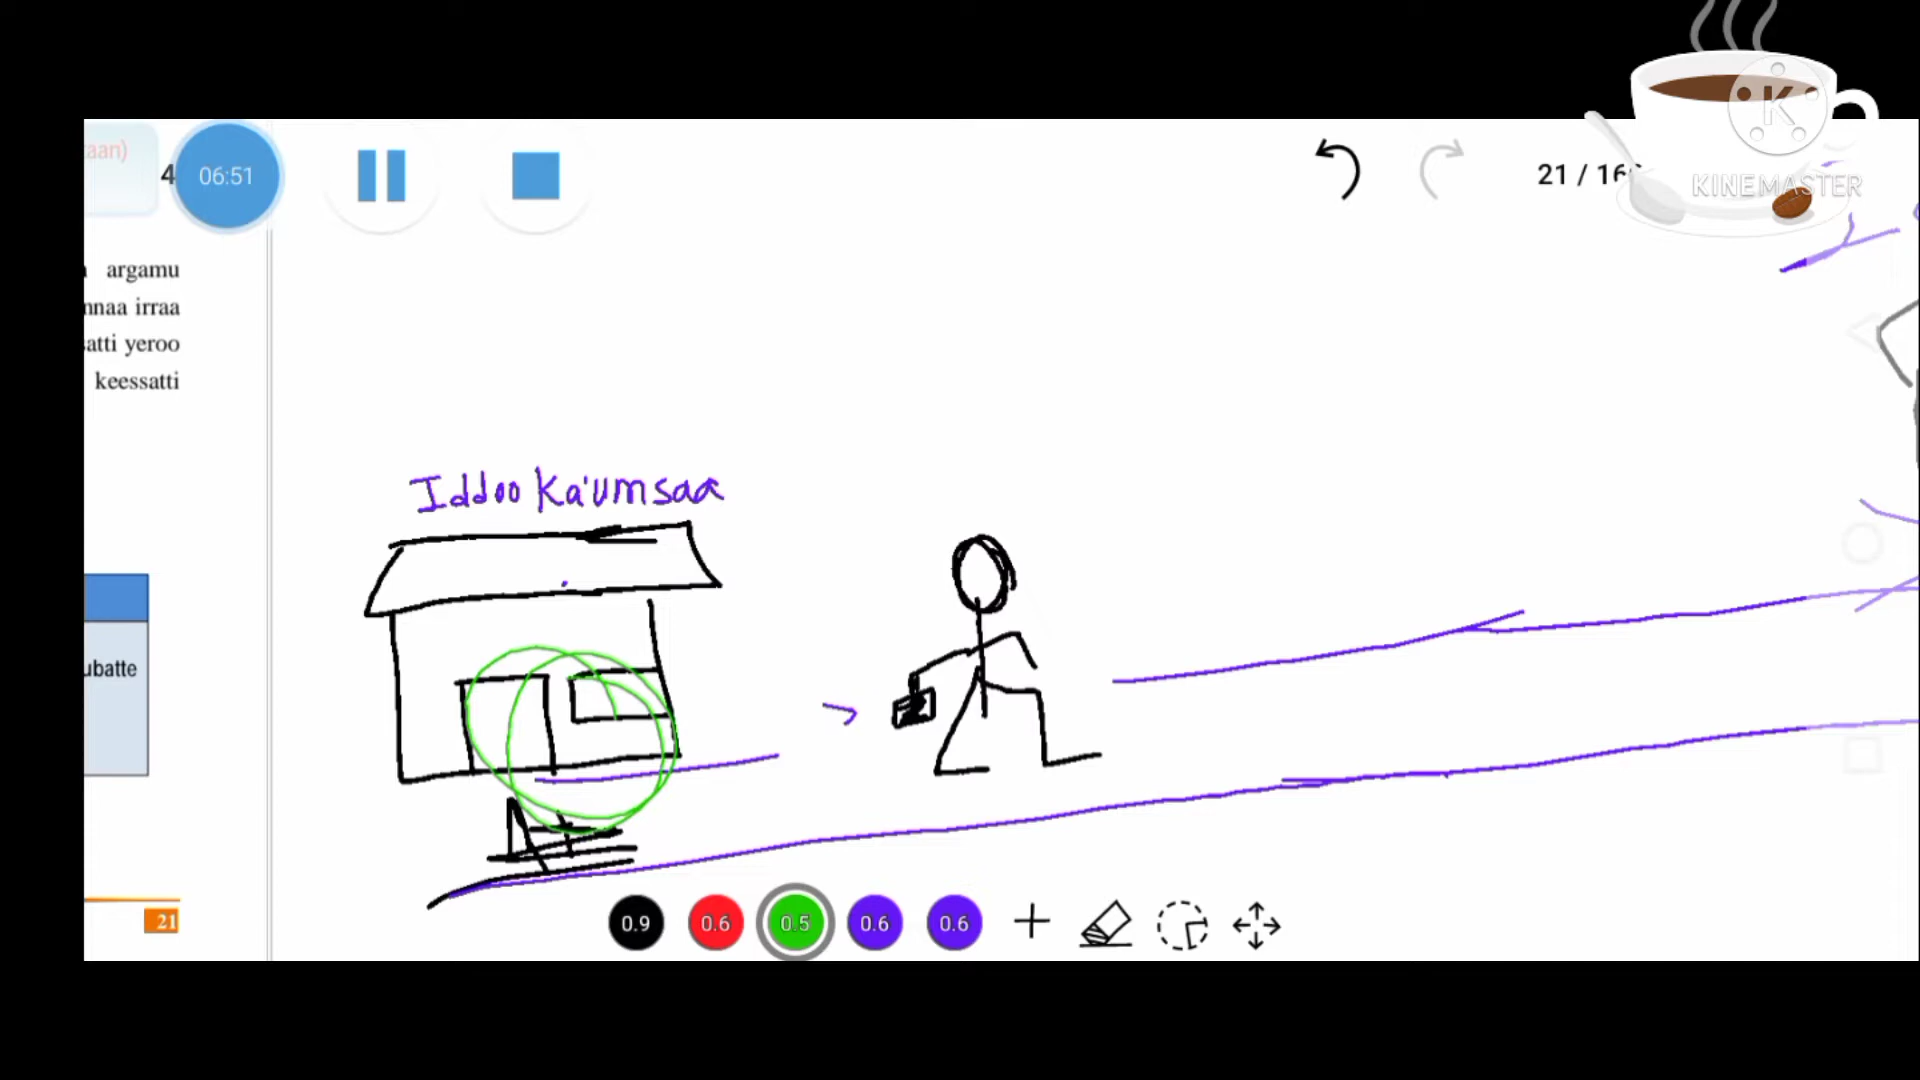 aan)
4
06:51
21 / 16
KINEMASTER
argamu
nnaa irraa
satti yeroo
keessatti
Iddoo Ka'umsaa
ubatte
21
0.9 0.6 0.5 0.6 0.6